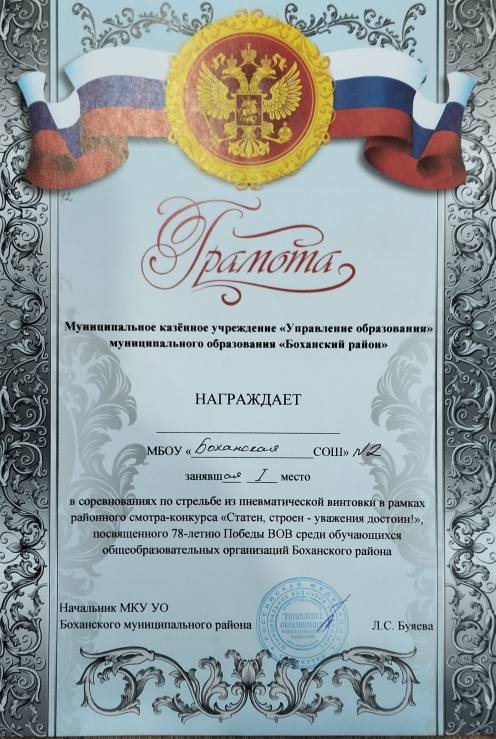 Грамота
Муниципальное казённое учреждение «Управление образования»
муниципального образования «Боханский район»
НАГРАЖДАЕТ
МБОУ « Боханская СОШ» №2
занявшая I место
в соревнованиях по стрельбе из пневматической винтовки в рамках
районного смотра-конкурса «Статен, строен - уважения достоин!»,
посвященного 78-летию Победы ВОВ среди обучающихся
общеобразовательных организаций Боханского района
Начальник МКУ УО
Боханского муниципального района Л.С. Буяева
"УПРАВЛЕНИЕ
ОБРАЗОВАНИЯ"